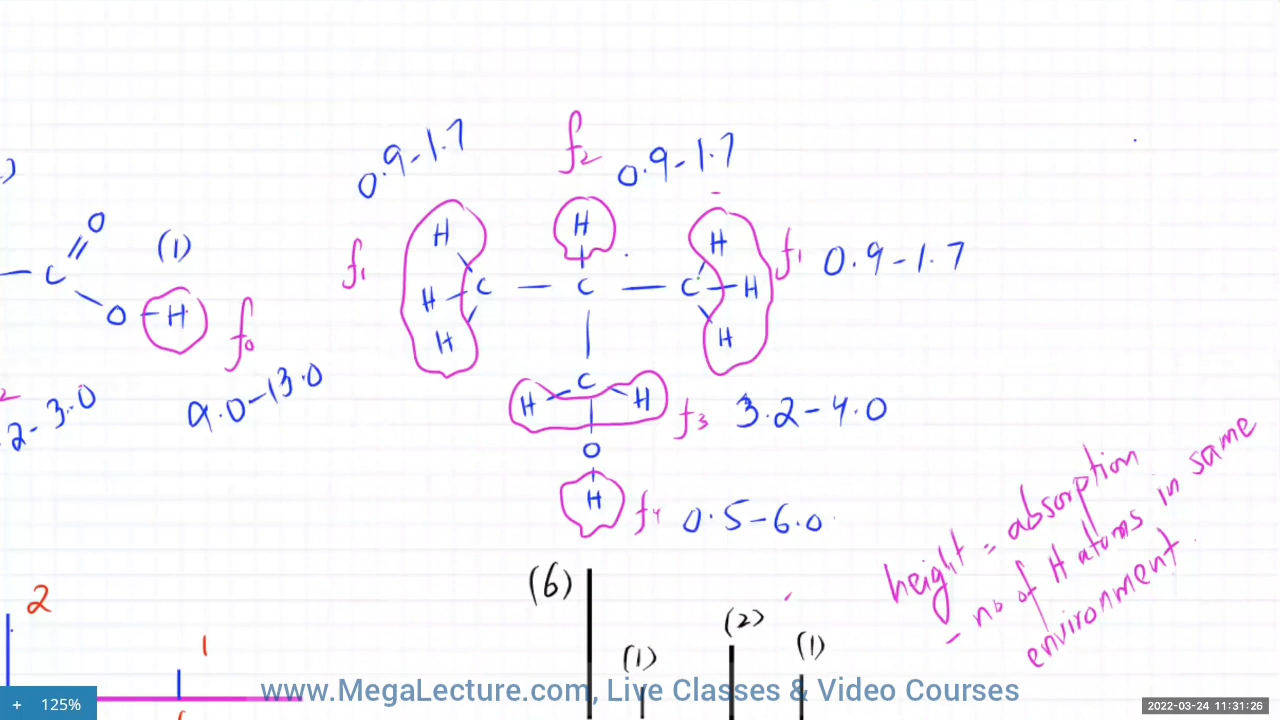 f₂
0.9-1.7
0.9-1.7
O
(1)
H
H
H
f₁
f₁
0.9-1.7
C
H
C
C
C
H
O
H
f₀
H
H
C
2-3.0
9.0-13.0
H
H
f₃
3.2-4.0
O
H
f₄
0.5-6.0
height = absorption
- no of H atoms in same
environment
2
(6)
(2)
1
(1)
(1)
www.MegaLecture.com, Live Classes & Video Courses
+ 125%
2022-03-24 11:31:26